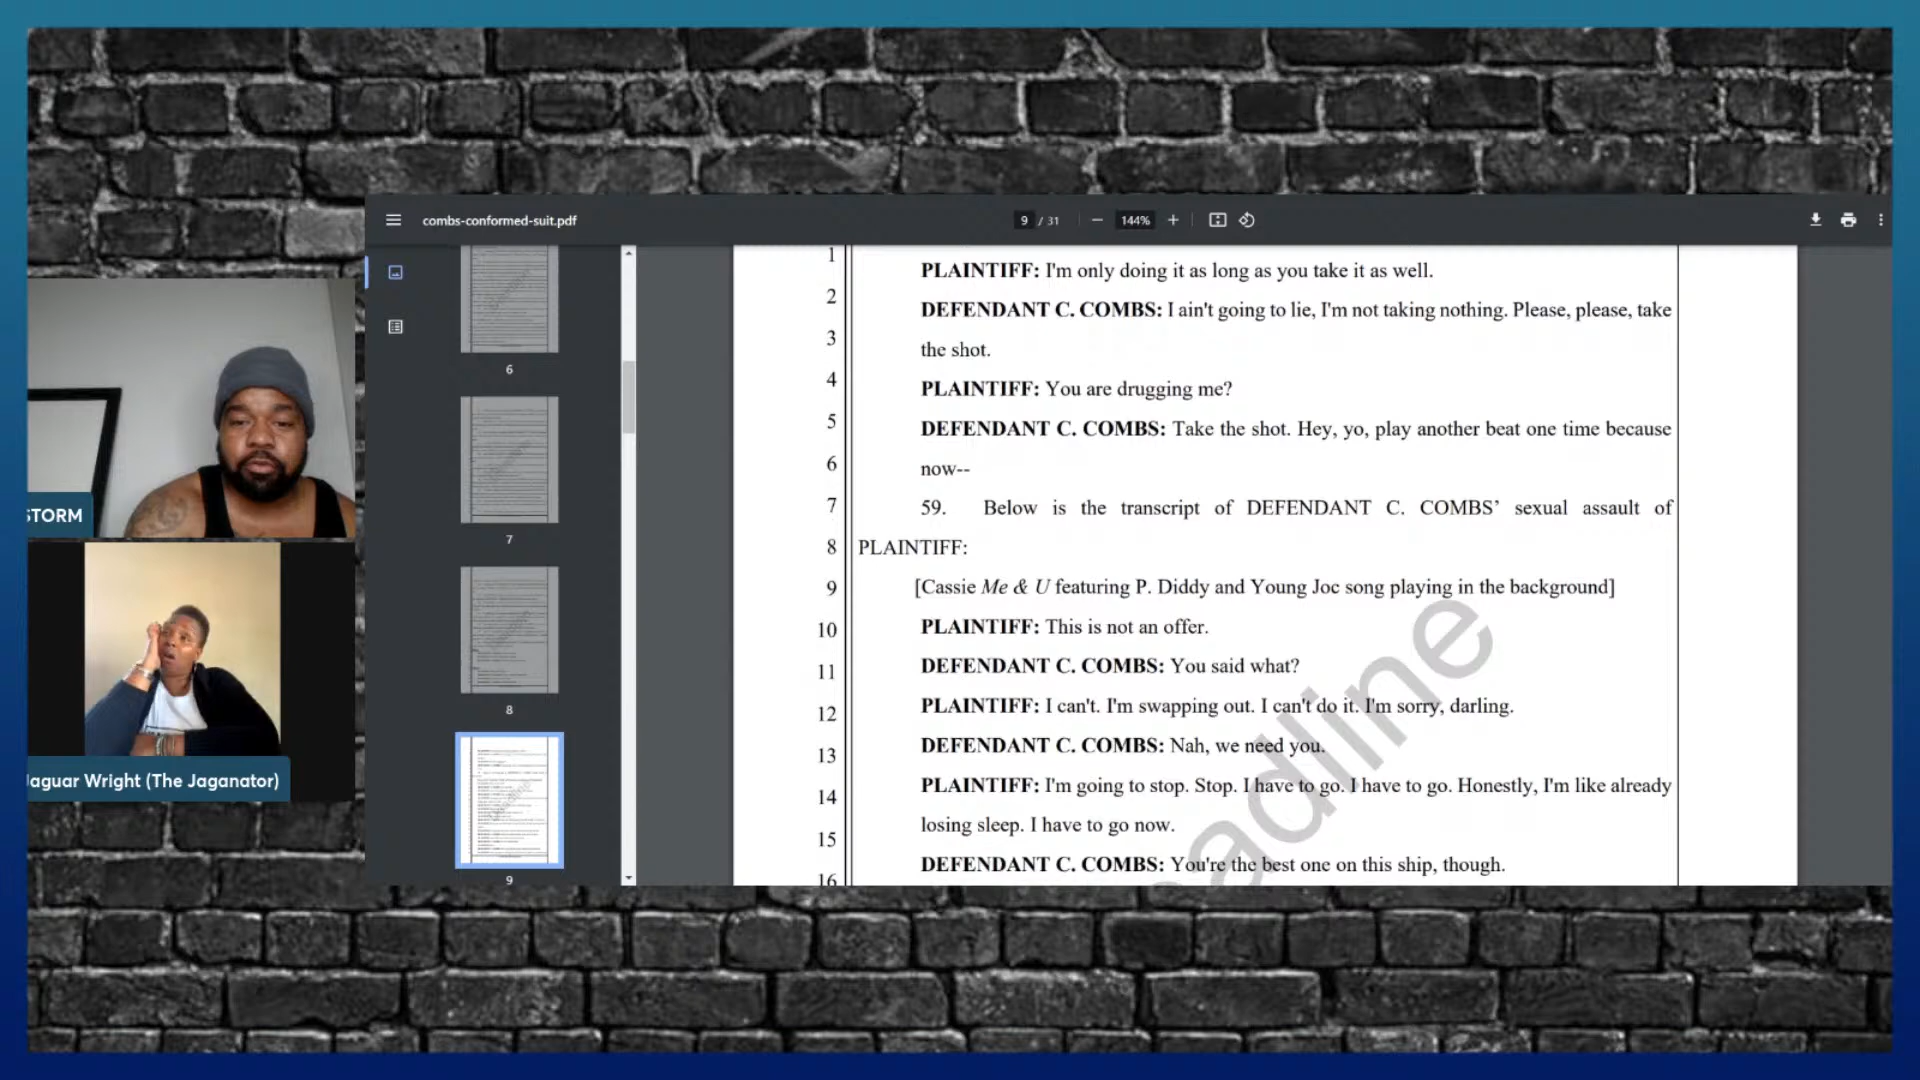 combs-conformed-suit.pdf
9 / 31
144%
6
7
8
9
1
PLAINTIFF: I'm only doing it as long as you take it as well.
2
DEFENDANT C. COMBS: I ain't going to lie, I'm not taking nothing. Please, please, take
3
the shot.
4
PLAINTIFF: You are drugging me?
5
DEFENDANT C. COMBS: Take the shot. Hey, yo, play another beat one time because
6
now--
7
59. Below is the transcript of DEFENDANT C. COMBS' sexual assault of
8
PLAINTIFF:
9
[Cassie Me & U featuring P. Diddy and Young Joc song playing in the background]
10
PLAINTIFF: This is not an offer.
11
DEFENDANT C. COMBS: You said what?
12
PLAINTIFF: I can't. I'm swapping out. I can't do it. I'm sorry, darling.
13
DEFENDANT C. COMBS: Nah, we need you.
14
PLAINTIFF: I'm going to stop. Stop. I have to go. I have to go. Honestly, I'm like already
15
losing sleep. I have to go now.
16
DEFENDANT C. COMBS: You're the best one on this ship, though.
adline
STORM
Jaguar Wright (The Jaganator)